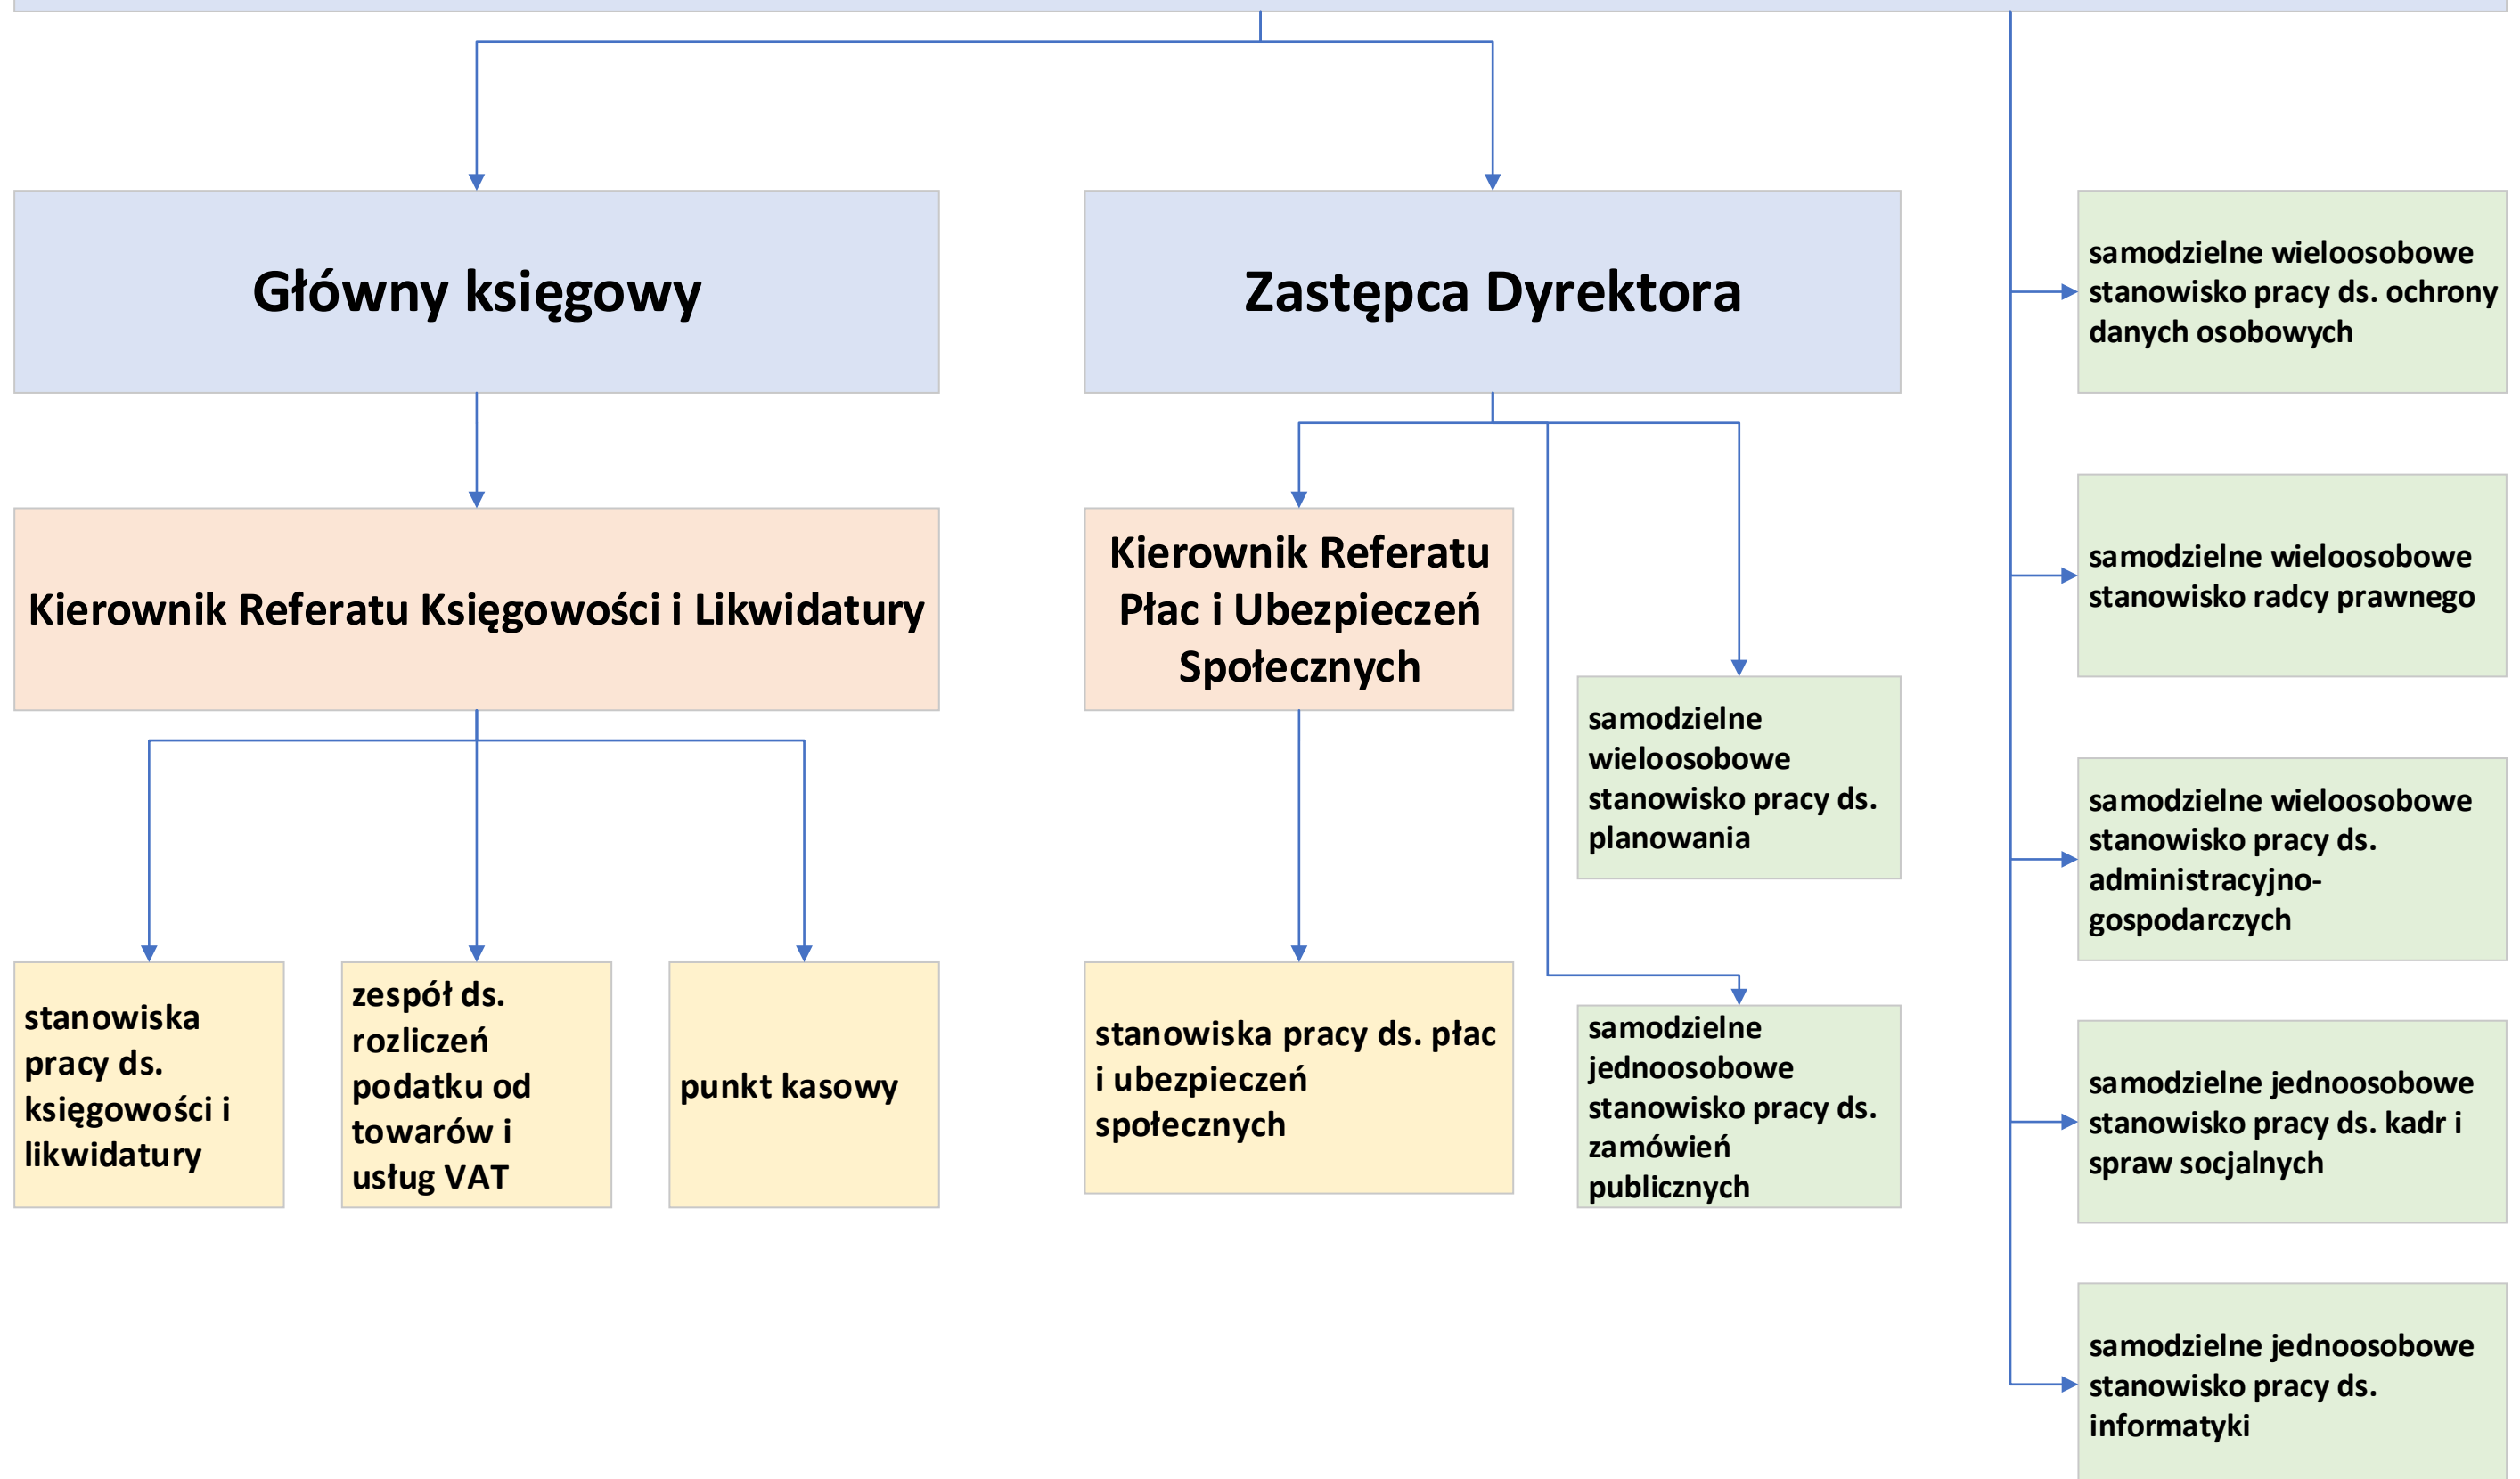 Główny księgowy
Zastępca Dyrektora
samodzielne wieloosobowe
stanowisko pracy ds. ochrony
danych osobowych
Kierownik Referatu Księgowości i Likwidatury
Kierownik Referatu
Płac i Ubezpieczeń
Społecznych
samodzielne wieloosobowe
stanowisko radcy prawnego
samodzielne
wieloosobowe
stanowisko pracy ds.
planowania
samodzielne wieloosobowe
stanowisko pracy ds.
administracyjno-
gospodarczych
stanowiska
pracy ds.
księgowości i
likwidatury
zespół ds.
rozliczeń
podatku od
towarów i
usług VAT
punkt kasowy
stanowiska pracy ds. płac
i ubezpieczeń
społecznych
samodzielne
jednoosobowe
stanowisko pracy ds.
zamówień
publicznych
samodzielne jednoosobowe
stanowisko pracy ds. kadr i
spraw socjalnych
samodzielne jednoosobowe
stanowisko pracy ds.
informatyki